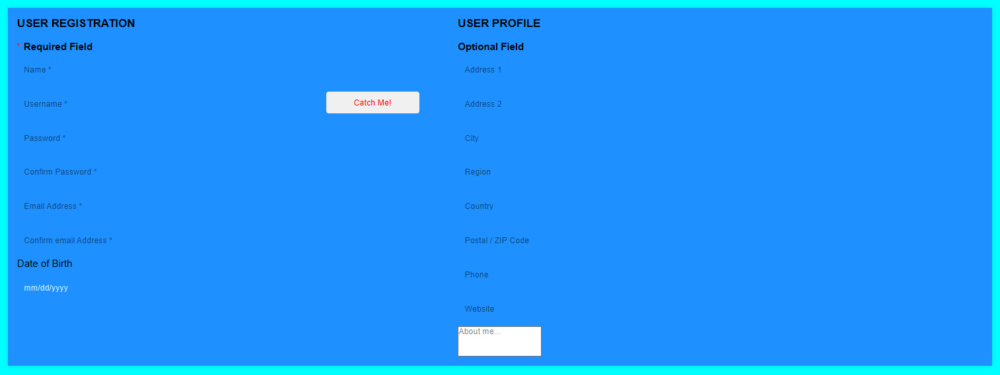 USER REGISTRATION
* Required Field
Name *
Username *
Catch Me!
Password *
Confirm Password *
Email Address *
Confirm email Address *
Date of Birth
mm/dd/yyyy
USER PROFILE
Optional Field
Address 1
Address 2
City
Region
Country
Postal / ZIP Code
Phone
Website
About me...